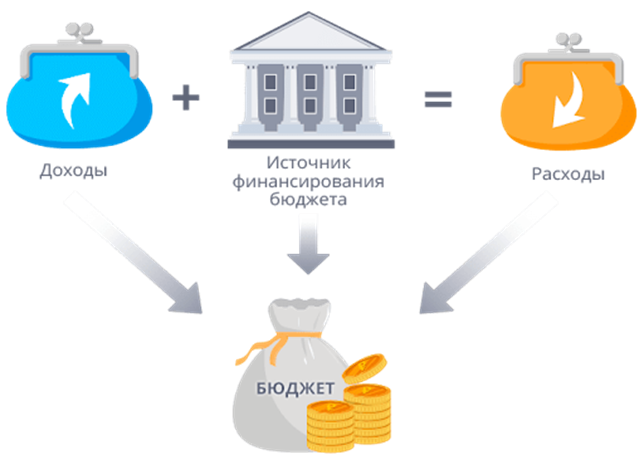 +
=
Доходы
Источник
финансирования
бюджета
Расходы
БЮДЖЕТ